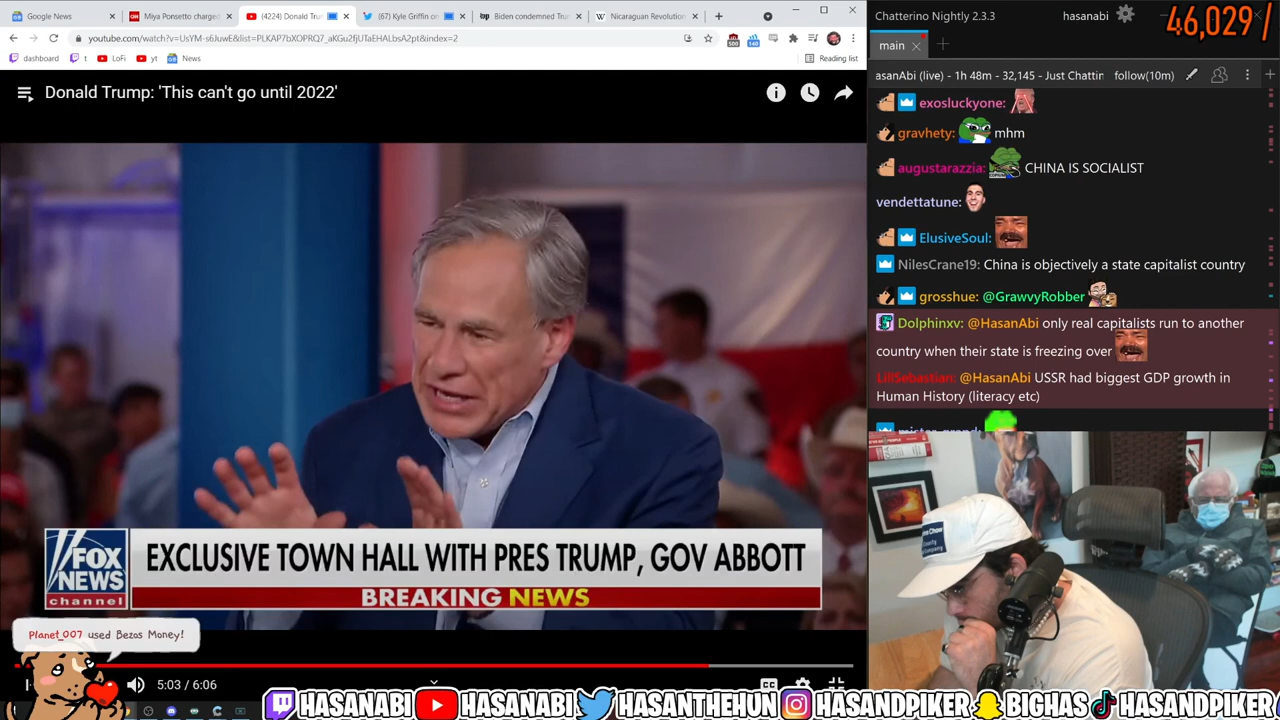 Google News
Miya Ponsetto charged
(4224) Donald Tru
(67) Kyle Griffin on
Biden condemned Trum
Nicaraguan Revolution
youtube.com/watch?v=UsYM-s6JuwE&list=PLKAP7bXOPRQ7_aKGu2fjUTaEHALbsA2pt&index=2
dashboard
t
LoFi
yt
News
Reading list
Donald Trump: 'This can't go until 2022'
FOX
NEWS
channel
EXCLUSIVE TOWN HALL WITH PRES TRUMP, GOV ABBOTT
BREAKING NEWS
Planet_007 used Bezos Money!
5:03 / 6:06
Chatterino Nightly 2.3.3
hasanabi
46,029 /
main
asanAbi (live) - 1h 48m - 32,145 - Just Chattin
follow(10m)
exosluckyone:
gravhety: mhm
augustarazzia: CHINA IS SOCIALIST
vendettatune:
ElusiveSoul:
NilesCrane19: China is objectively a state capitalist country
grosshue: @GrawvyRobber
Dolphinxv: @HasanAbi only real capitalists run to another
country when their state is freezing over
LillSebastian: @HasanAbi USSR had biggest GDP growth in
Human History (literacy etc)
HASANABI HASANABI HASANTHEHUN HASANDPIKER BIGHAS HASANDPIKER